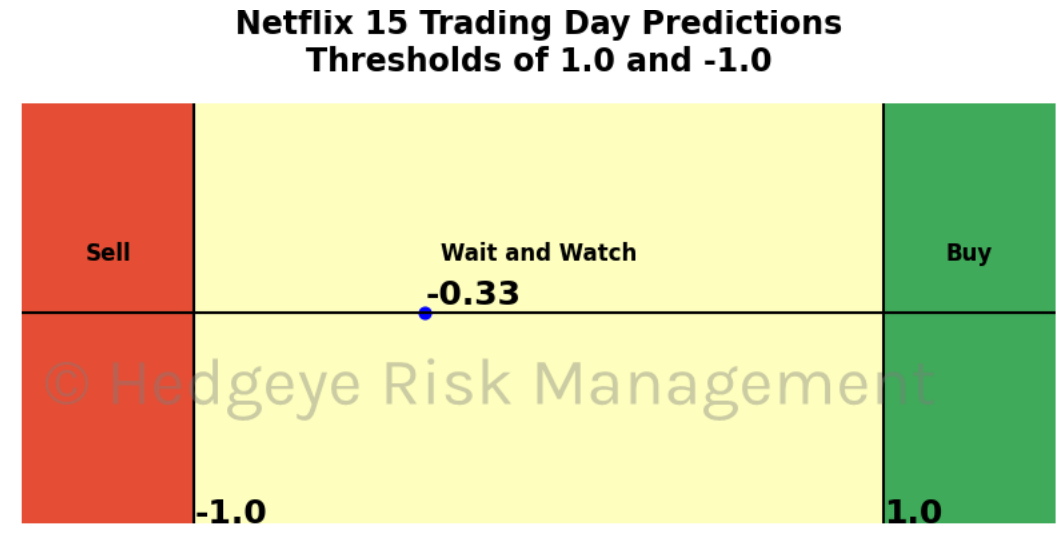 Netflix 15 Trading Day Predictions
Thresholds of 1.0 and -1.0
Sell
Wait and Watch
Buy
-0.33
© Hedgeye Risk Management
-1.0
1.0